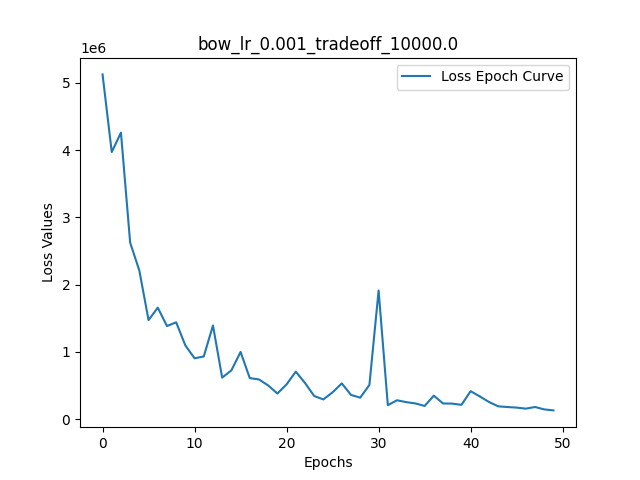 bow_lr_0.001_tradeoff_10000.0
1e6
Loss Epoch Curve
5
4
3
2
1
0
Loss Values
0 10 20 30 40 50
Epochs